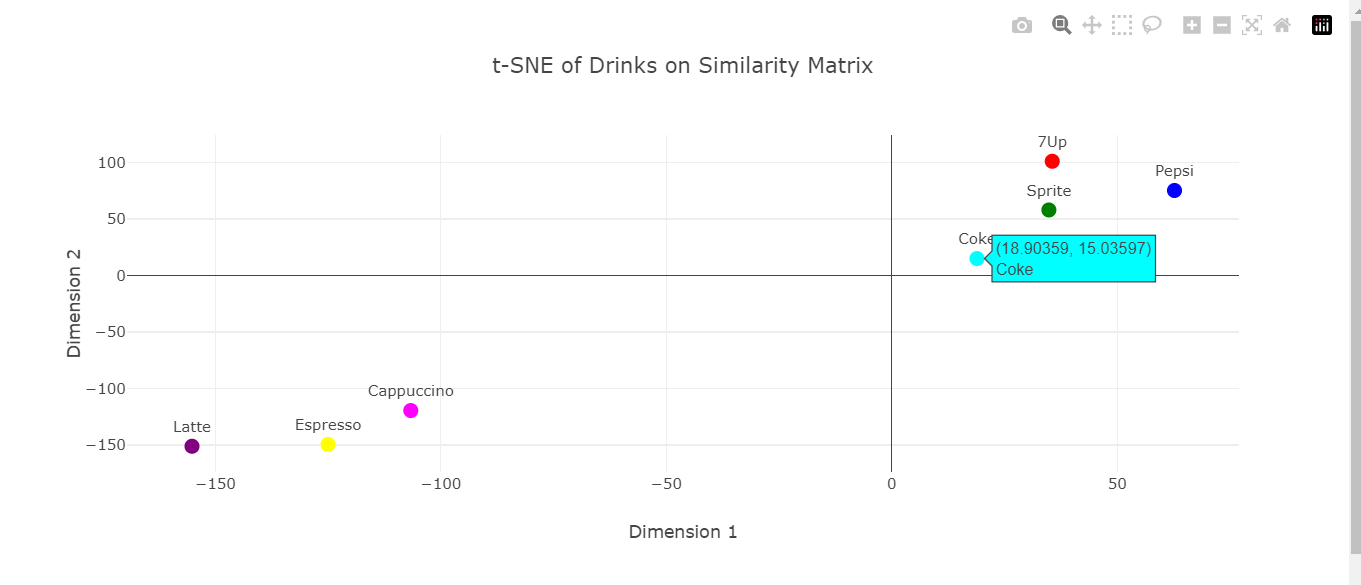 t-SNE of Drinks on Similarity Matrix
7Up
100
Pepsi
Sprite
50
Coke
(18.90359, 15.03597)
Coke
0
Dimension 2
−50
−100
Cappuccino
Latte
Espresso
−150
−150
−100
−50
0
50
Dimension 1